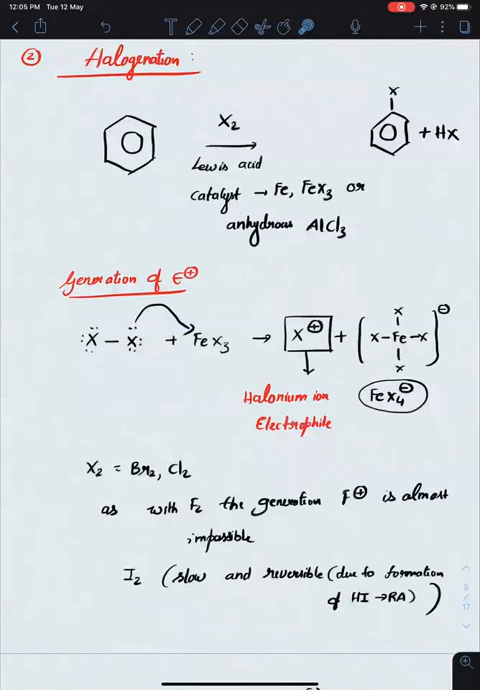 12:05 PM Tue 12 May
92%
② Halogenation :
X
X₂
+ HX
Lewis acid
catalyst → Fe, FeX₃ or
anhydrous AlCl₃
Generation of E⊕
:X – X: + FeX₃ → X⊕ + (X–Fe–X)⊖
X
X
Halonium ion
Electrophile
FeX₄⊖
X₂ = Br₂, Cl₂
as with F₂ the generation F⊕ is almost
impossible
I₂ (slow and reversible (due to formation
of HI → RA))
8
/
17